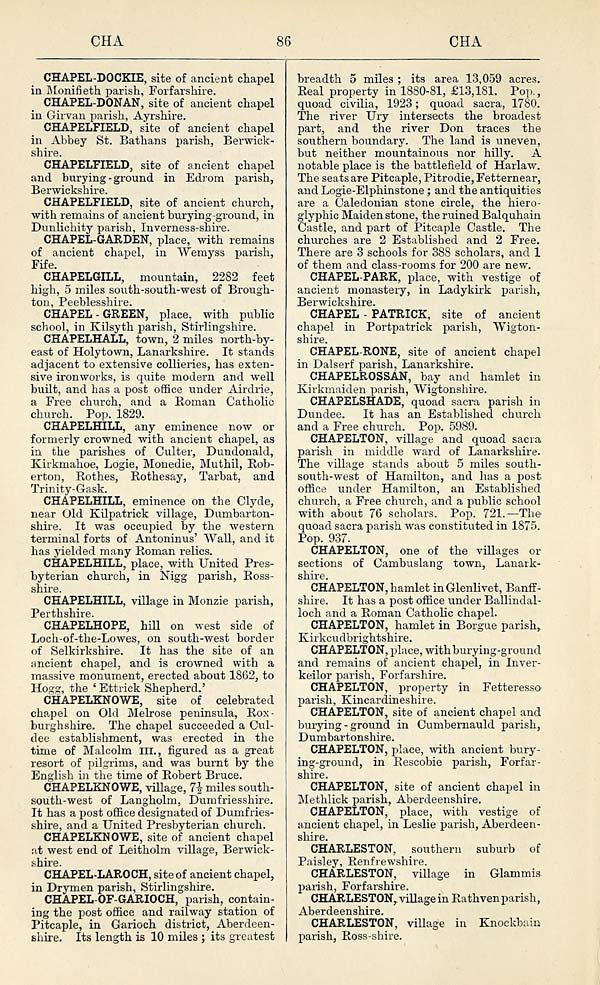 CHA 86 CHA
CHAPEL-DOCKIE, site of ancient chapel
in Monifieth parish, Forfarshire.
CHAPEL-DONAN, site of ancient chapel
in Girvan parish, Ayrshire.
CHAPELFIELD, site of ancient chapel
in Abbey St. Bathans parish, Berwick-
shire.
CHAPELFIELD, site of ancient chapel
and burying-ground in Edrom parish,
Berwickshire.
CHAPELFIELD, site of ancient church,
with remains of ancient burying-ground, in
Dunlichity parish, Inverness-shire.
CHAPEL-GARDEN, place, with remains
of ancient chapel, in Wemyss parish,
Fife.
CHAPELGILL, mountain, 2282 feet
high, 5 miles south-south-west of Brough-
ton, Peeblesshire.
CHAPEL-GREEN, place, with public
school, in Kilsyth parish, Stirlingshire.
CHAPELHALL, town, 2 miles north-by-
east of Holytown, Lanarkshire. It stands
adjacent to extensive collieries, has exten-
sive ironworks, is quite modern and well
built, and has a post office under Airdrie,
a Free church, and a Roman Catholic
church. Pop. 1829.
CHAPELHILL, any eminence now or
formerly crowned with ancient chapel, as
in the parishes of Culter, Dundonald,
Kirkmahoe, Logie, Monedie, Muthil, Rob-
erton, Rothes, Rothesay, Tarbat, and
Trinity-Gask.
CHAPELHILL, eminence on the Clyde,
near Old Kilpatrick village, Dumbarton-
shire. It was occupied by the western
terminal forts of Antoninus' Wall, and it
has yielded many Roman relics.
CHAPELHILL, place, with United Pres-
byterian church, in Nigg parish, Ross-
shire.
CHAPELHILL, village in Monzie parish,
Perthshire.
CHAPELHOPE, hill on west side of
Loch-of-the-Lowes, on south-west border
of Selkirkshire. It has the site of an
ancient chapel, and is crowned with a
massive monument, erected about 1862, to
Hogg, the 'Ettrick Shepherd.'
CHAPELKNOWE, site of celebrated
chapel on Old Melrose peninsula, Rox-
burghshire. The chapel succeeded a Cul-
dee establishment, was erected in the
time of Malcolm III., figured as a great
resort of pilgrims, and was burnt by the
English in the time of Robert Bruce.
CHAPELKNOWE, village, 7½ miles south-
south-west of Langholm, Dumfriesshire.
It has a post office designated of Dumfries-
shire, and a United Presbyterian church.
CHAPELKNOWE, site of ancient chapel
at west end of Leitholm village, Berwick-
shire.
CHAPEL-LAROCH, site of ancient chapel,
in Drymen parish, Stirlingshire.
CHAPEL-OF-GARIOCH, parish, contain-
ing the post office and railway station of
Pitcaple, in Garioch district, Aberdeen-
shire. Its length is 10 miles; its greatest
breadth 5 miles; its area 13,059 acres.
Real property in 1880-81, £13,181. Pop.,
quoad civilia, 1923; quoad sacra, 1780.
The river Ury intersects the broadest
part, and the river Don traces the
southern boundary. The land is uneven,
but neither mountainous nor hilly. A
notable place is the battlefield of Harlaw.
The seats are Pitcaple, Pitrodie, Fetternear,
and Logie-Elphinstone; and the antiquities
are a Caledonian stone circle, the hiero-
glyphic Maiden stone, the ruined Balquhain
Castle, and part of Pitcaple Castle. The
churches are 2 Established and 2 Free.
There are 3 schools for 388 scholars, and 1
of them and class-rooms for 200 are new.
CHAPEL-PARK, place, with vestige of
ancient monastery, in Ladykirk parish,
Berwickshire.
CHAPEL-PATRICK, site of ancient
chapel in Portpatrick parish, Wigton-
shire.
CHAPEL-RONE, site of ancient chapel
in Dalserf parish, Lanarkshire.
CHAPELROSSAN, bay and hamlet in
Kirkmaiden parish, Wigtonshire.
CHAPELSHADE, quoad sacra parish in
Dundee. It has an Established church
and a Free church. Pop. 5989.
CHAPELTON, village and quoad sacra
parish in middle ward of Lanarkshire.
The village stands about 5 miles south-
south-west of Hamilton, and has a post
office under Hamilton, an Established
church, a Free church, and a public school
with about 76 scholars. Pop. 721.—The
quoad sacra parish was constituted in 1875.
Pop. 937.
CHAPELTON, one of the villages or
sections of Cambuslang town, Lanark-
shire.
CHAPELTON, hamlet in Glenlivet, Banff-
shire. It has a post office under Ballindal-
loch and a Roman Catholic chapel.
CHAPELTON, hamlet in Borgue parish,
Kirkcudbrightshire.
CHAPELTON, place, with burying-ground
and remains of ancient chapel, in Inver-
keilor parish, Forfarshire.
CHAPELTON, property in Fetteresso
parish, Kincardineshire.
CHAPELTON, site of ancient chapel and
burying-ground in Cumbernauld parish,
Dumbartonshire.
CHAPELTON, place, with ancient bury-
ing-ground, in Rescobie parish, Forfar-
shire.
CHAPELTON, site of ancient chapel in
Methlick parish, Aberdeenshire.
CHAPELTON, place, with vestige of
ancient chapel, in Leslie parish, Aberdeen-
shire.
CHARLESTON, southern suburb of
Paisley, Renfrewshire.
CHARLESTON, village in Glammis
parish, Forfarshire.
CHARLESTON, village in Rathven parish,
Aberdeenshire.
CHARLESTON, village in Knockbain
parish, Ross-shire.